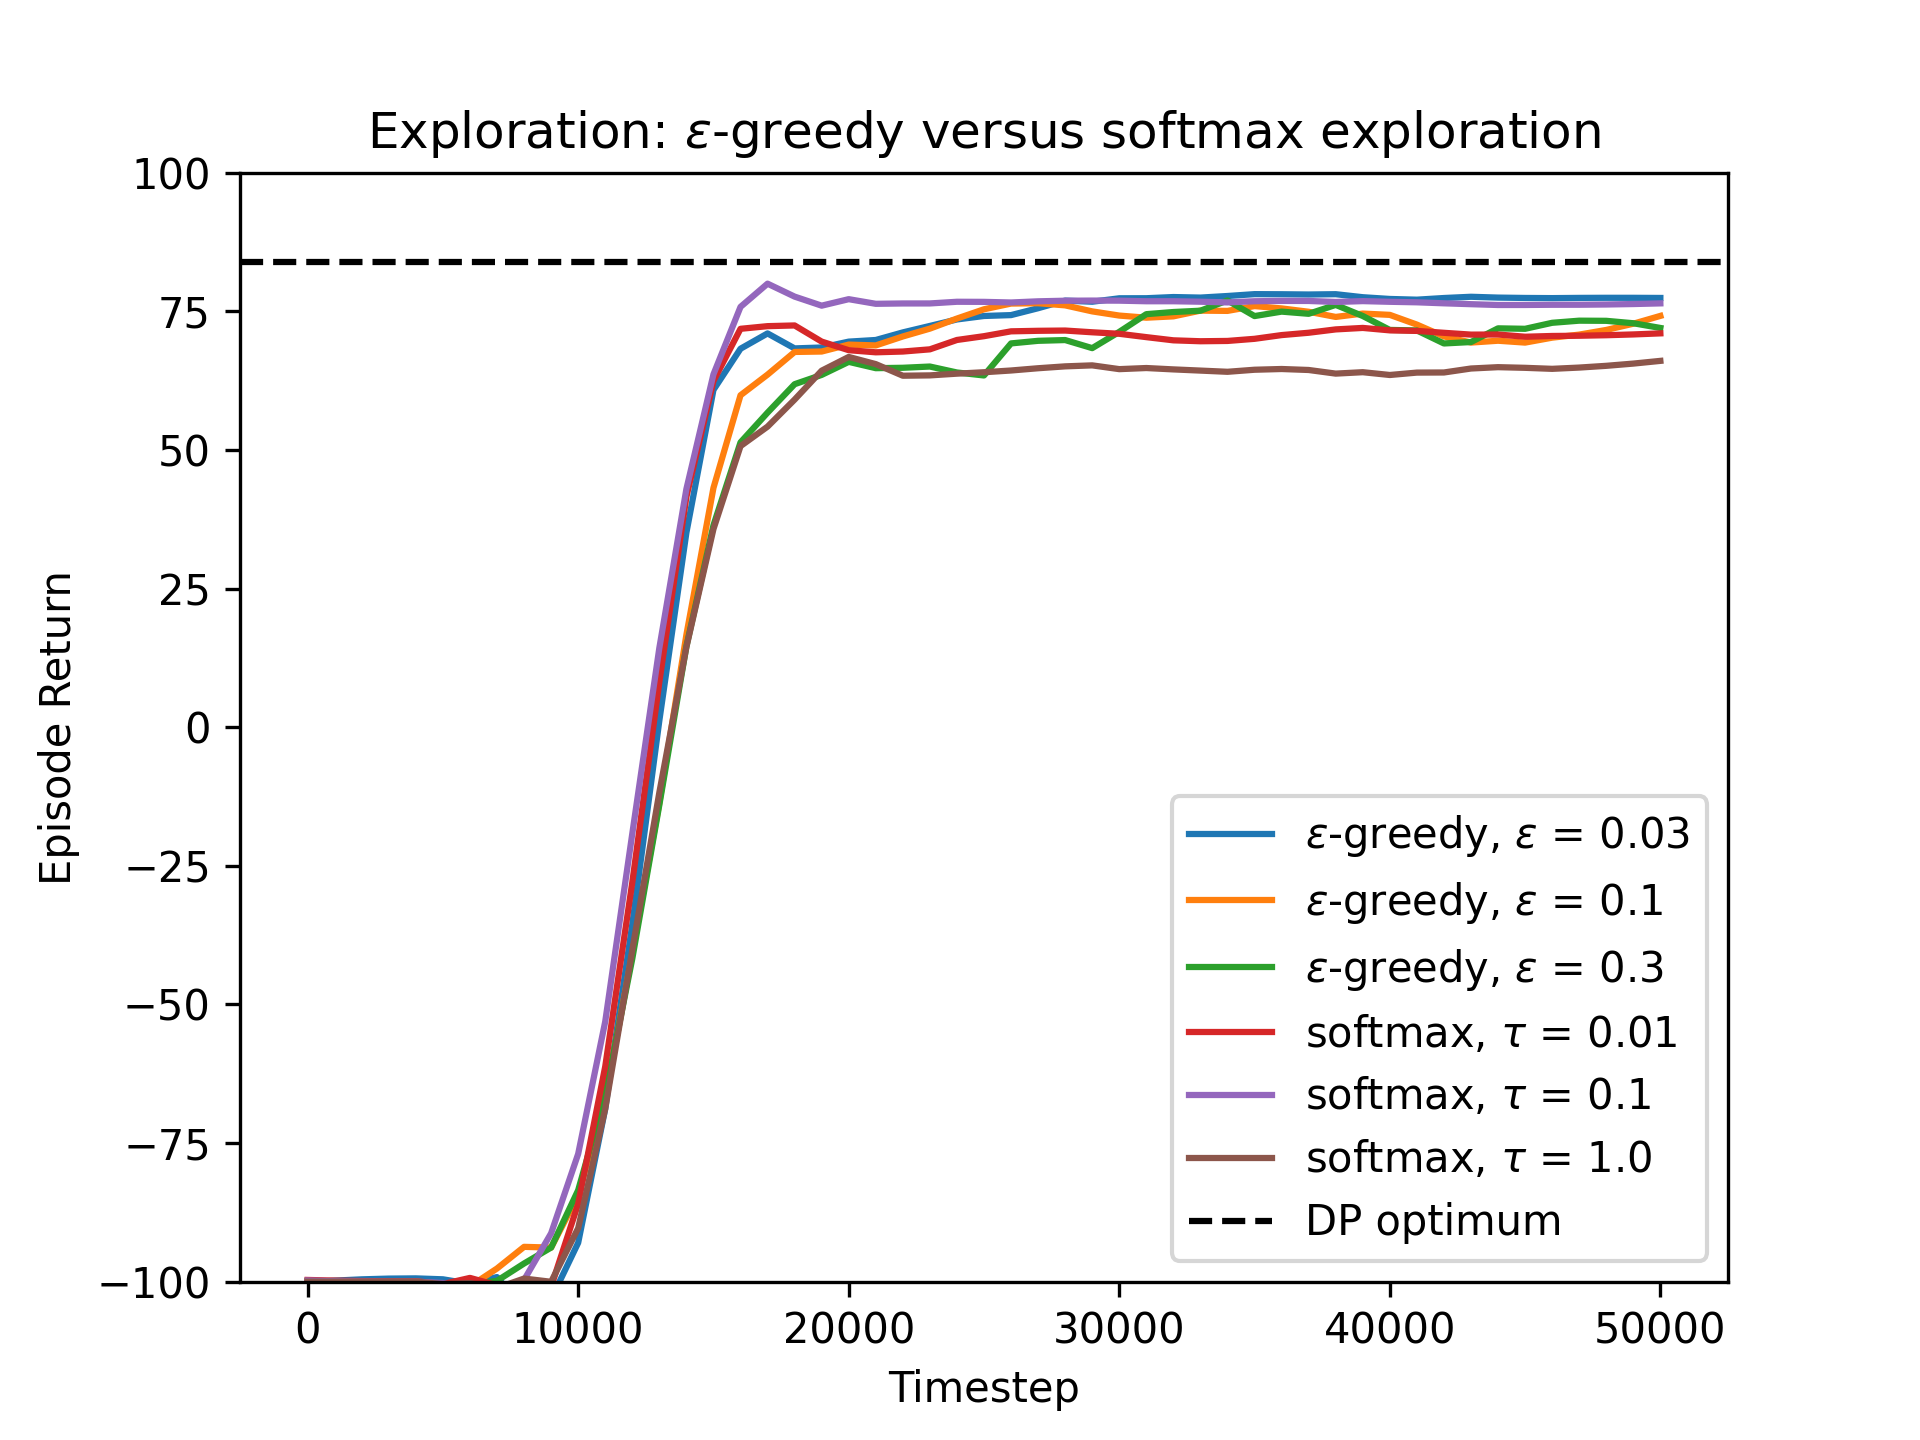 Exploration: ε-greedy versus softmax exploration
100
75
50
25
0
−25
−50
−75
−100
Episode Return
ε-greedy, ε = 0.03
ε-greedy, ε = 0.1
ε-greedy, ε = 0.3
softmax, τ = 0.01
softmax, τ = 0.1
softmax, τ = 1.0
DP optimum
0 10000 20000 30000 40000 50000
Timestep